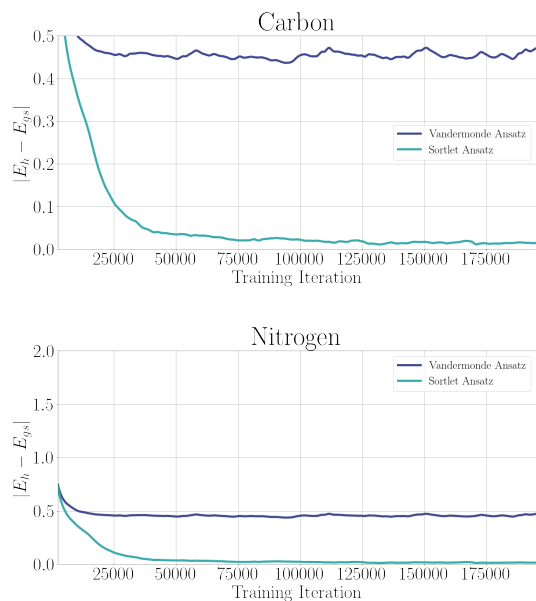 Carbon
0.5
0.4
0.3
0.2
0.1
0.0
|E_h − E_gs|
Vandermonde Ansatz
Sortlet Ansatz
25000 50000 75000 100000 125000 150000 175000
Training Iteration
Nitrogen
2.0
1.5
1.0
0.5
0.0
|E_h − E_gs|
Vandermonde Ansatz
Sortlet Ansatz
25000 50000 75000 100000 125000 150000 175000
Training Iteration